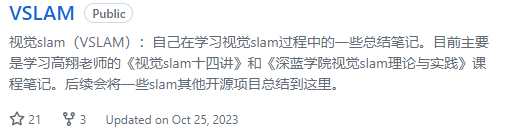 VSLAM Public
视觉slam（VSLAM）：自己在学习视觉slam过程中的一些总结笔记。目前主要
是学习高翔老师的《视觉slam十四讲》和《深蓝学院视觉slam理论与实践》课
程笔记。后续会将一些slam其他开源项目总结到这里。
21 3 Updated on Oct 25, 2023